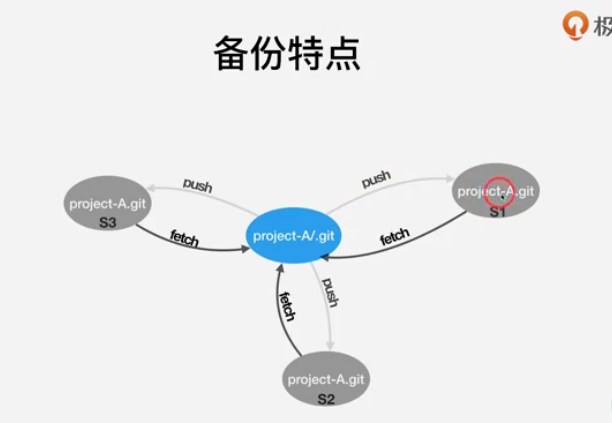 极
备份特点
push
push
project-A.git
S3
project-A.git
S1
fetch
project-A/.git
fetch
fetch
push
project-A.git
S2